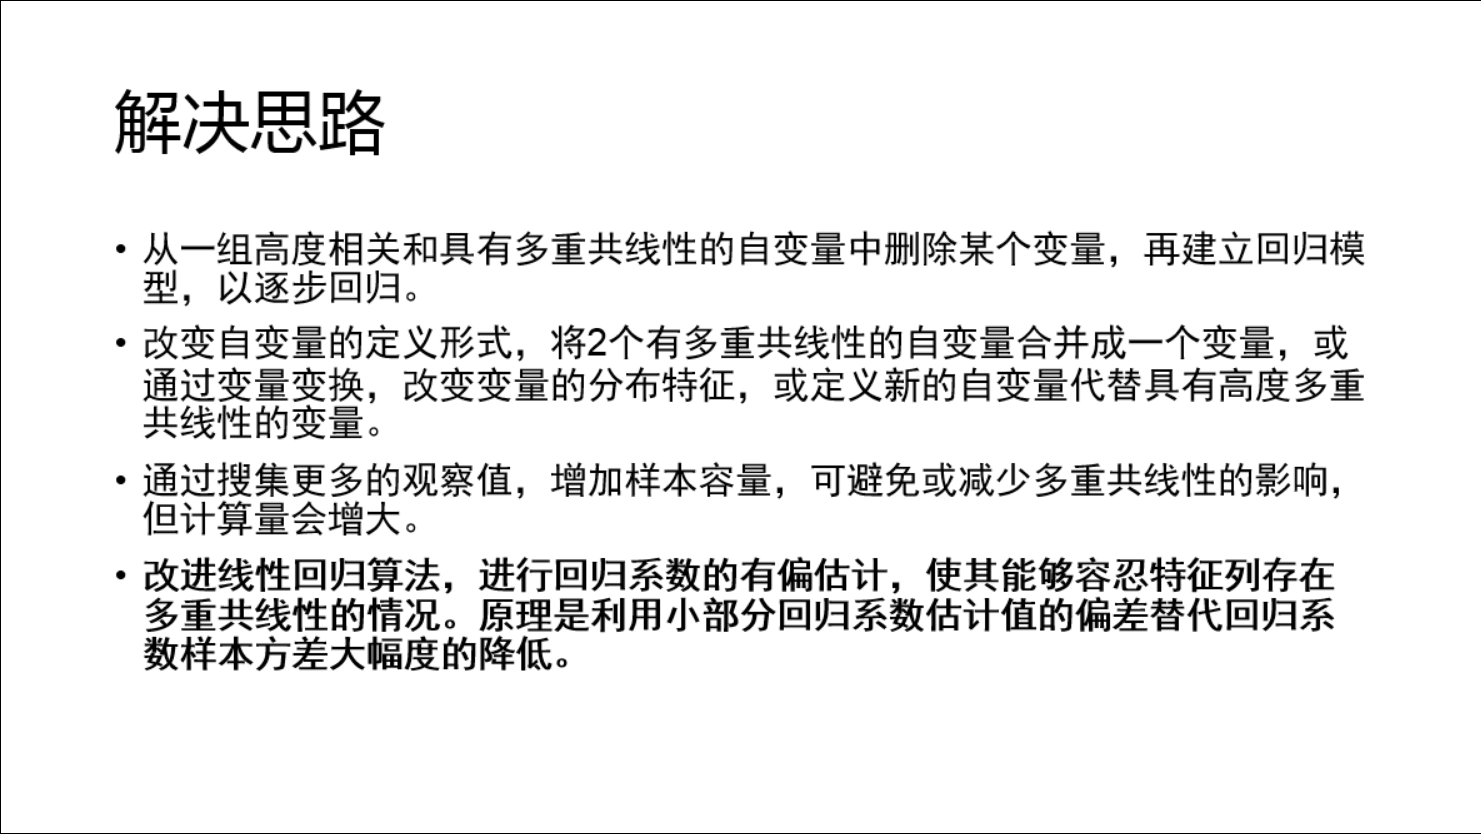 解决思路
• 从一组高度相关和具有多重共线性的自变量中删除某个变量，再建立回归模
型，以逐步回归。
• 改变自变量的定义形式，将2个有多重共线性的自变量合并成一个变量，或
通过变量变换，改变变量的分布特征，或定义新的自变量代替具有高度多重
共线性的变量。
• 通过搜集更多的观察值，增加样本容量，可避免或减少多重共线性的影响，
但计算量会增大。
• 改进线性回归算法，进行回归系数的有偏估计，使其能够容忍特征列存在
多重共线性的情况。原理是利用小部分回归系数估计值的偏差替代回归系
数样本方差大幅度的降低。